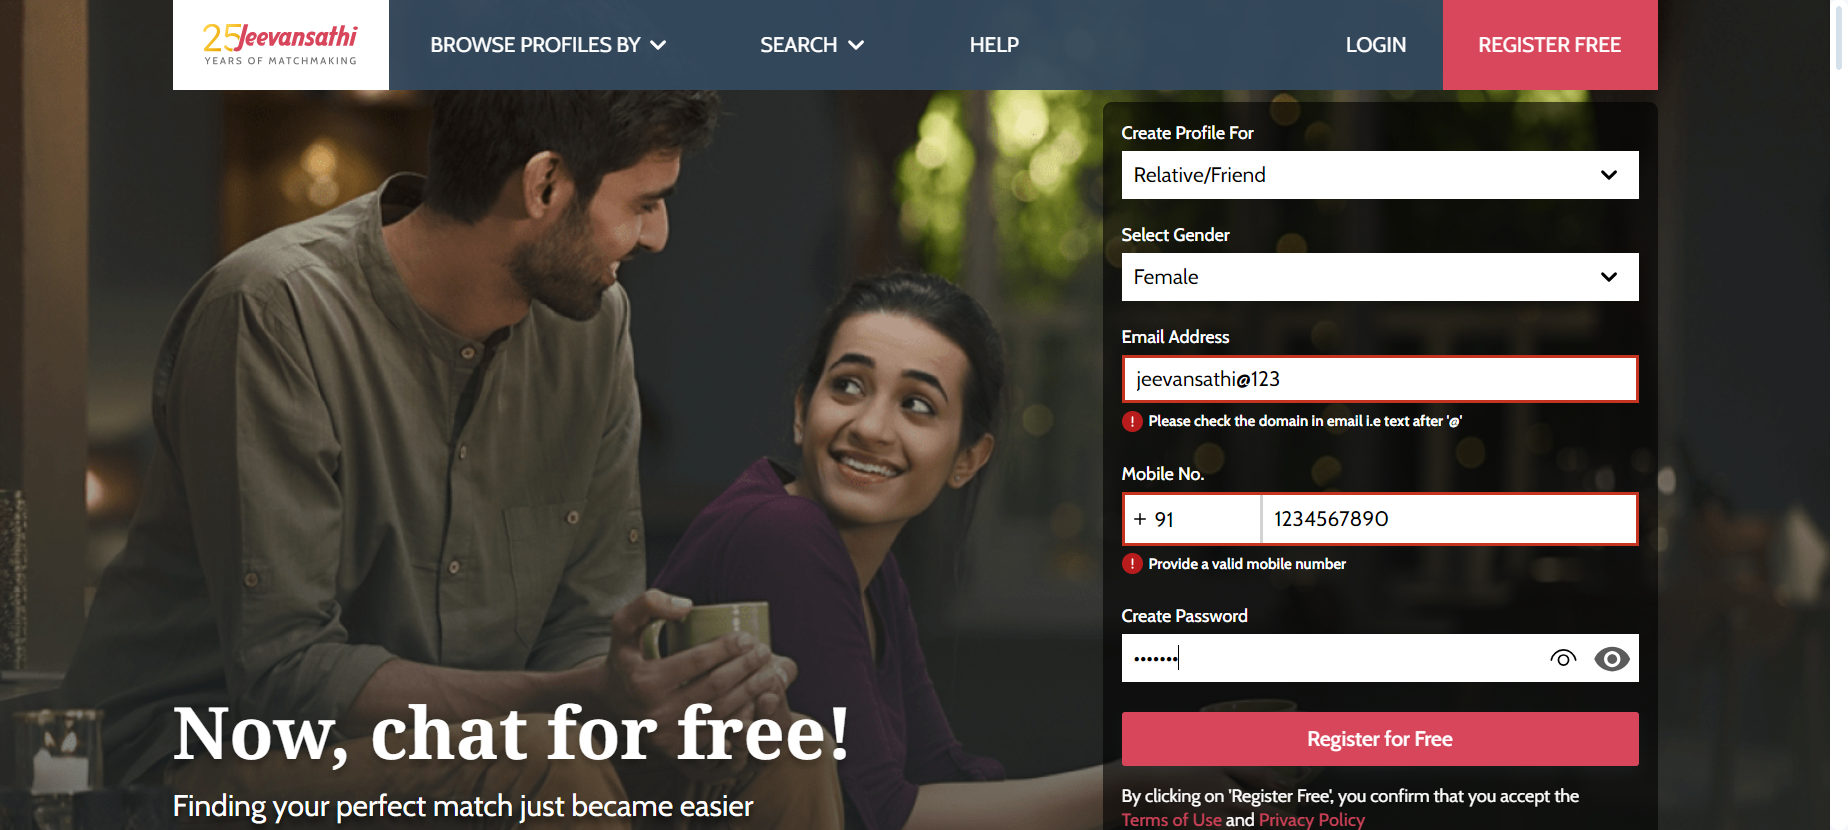 25Jeevansathi
YEARS OF MATCHMAKING
BROWSE PROFILES BY
SEARCH
HELP
LOGIN
REGISTER FREE
Create Profile For
Relative/Friend
Select Gender
Female
Email Address
jeevansathi@123
! Please check the domain in email i.e text after '@'
Mobile No.
+ 91 1234567890
! Provide a valid mobile number
Create Password
•••••••
Register for Free
By clicking on 'Register Free', you confirm that you accept the
Terms of Use and Privacy Policy
Now, chat for free!
Finding your perfect match just became easier